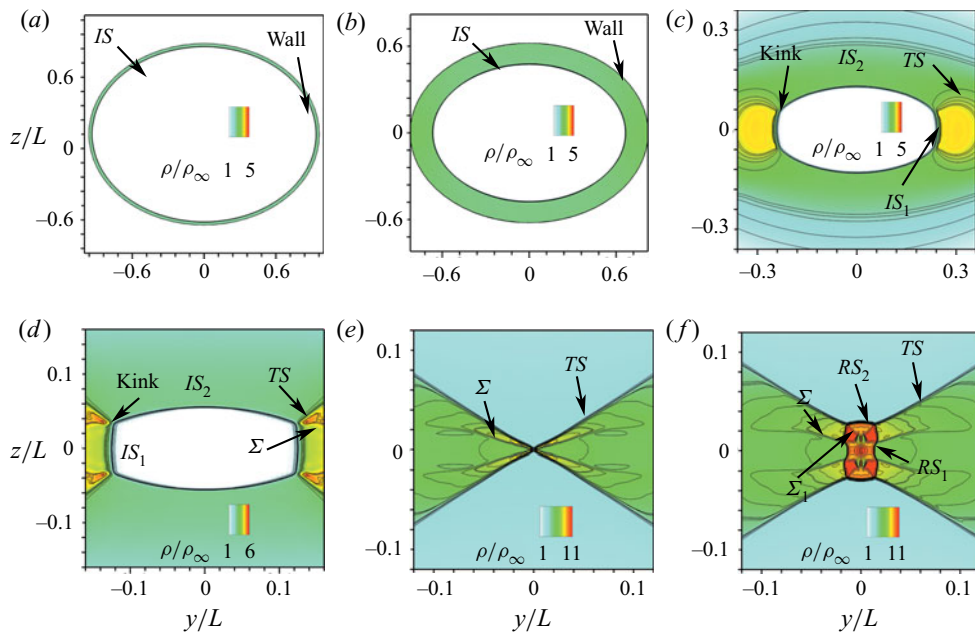 (a)
IS
Wall
0.6
z/L
0
ρ/ρ∞ 1 5
–0.6
–0.6 0 0.6
(b)
IS
Wall
0.6
0
ρ/ρ∞ 1 5
–0.6
–0.6 0 0.6
(c)
0.3
Kink IS2 TS
0
ρ/ρ∞ 1 5
IS1
–0.3
–0.3 0 0.3
(d)
0.1
Kink IS2 TS
z/L
0
IS1 Σ
–0.1
ρ/ρ∞ 1 6
–0.1 0 0.1
y/L
(e)
0.1
TS
Σ
0
ρ/ρ∞ 1 11
–0.1
–0.1 0 0.1
y/L
(f)
0.1
RS2 TS
Σ
0
Σ1 RS1
ρ/ρ∞ 1 11
–0.1
–0.1 0 0.1
y/L